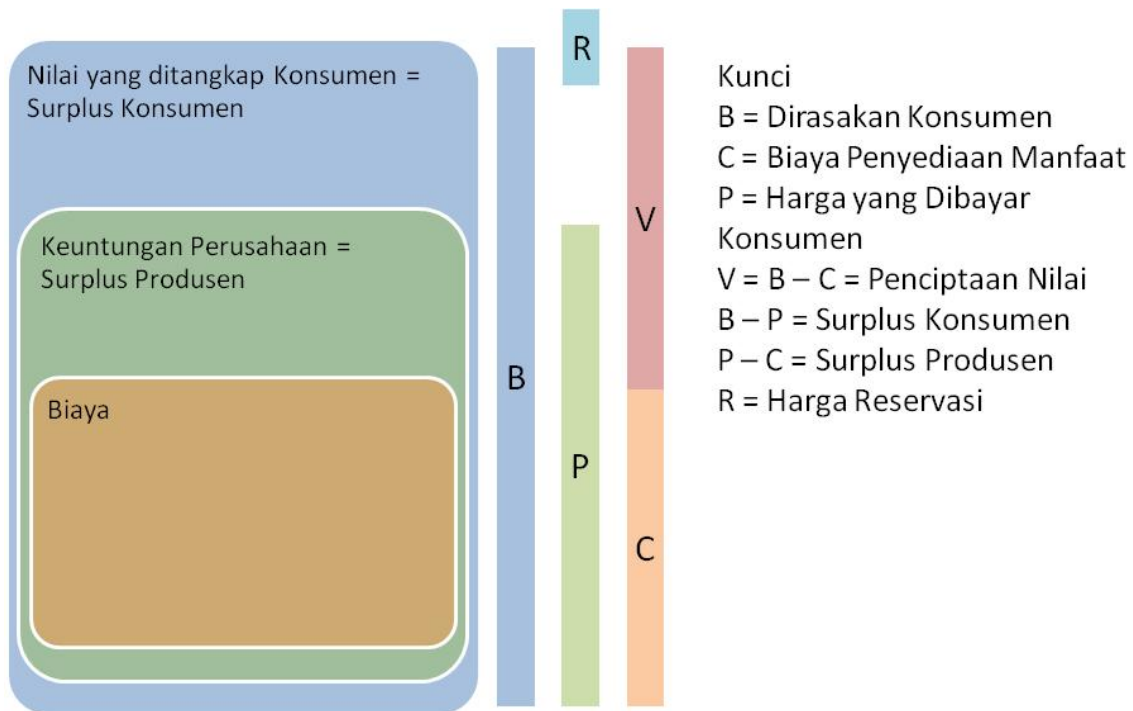 Nilai yang ditangkap Konsumen =
Surplus Konsumen
Keuntungan Perusahaan =
Surplus Produsen
Biaya
B
R
P
V
C
Kunci
B = Dirasakan Konsumen
C = Biaya Penyediaan Manfaat
P = Harga yang Dibayar
Konsumen
V = B – C = Penciptaan Nilai
B – P = Surplus Konsumen
P – C = Surplus Produsen
R = Harga Reservasi